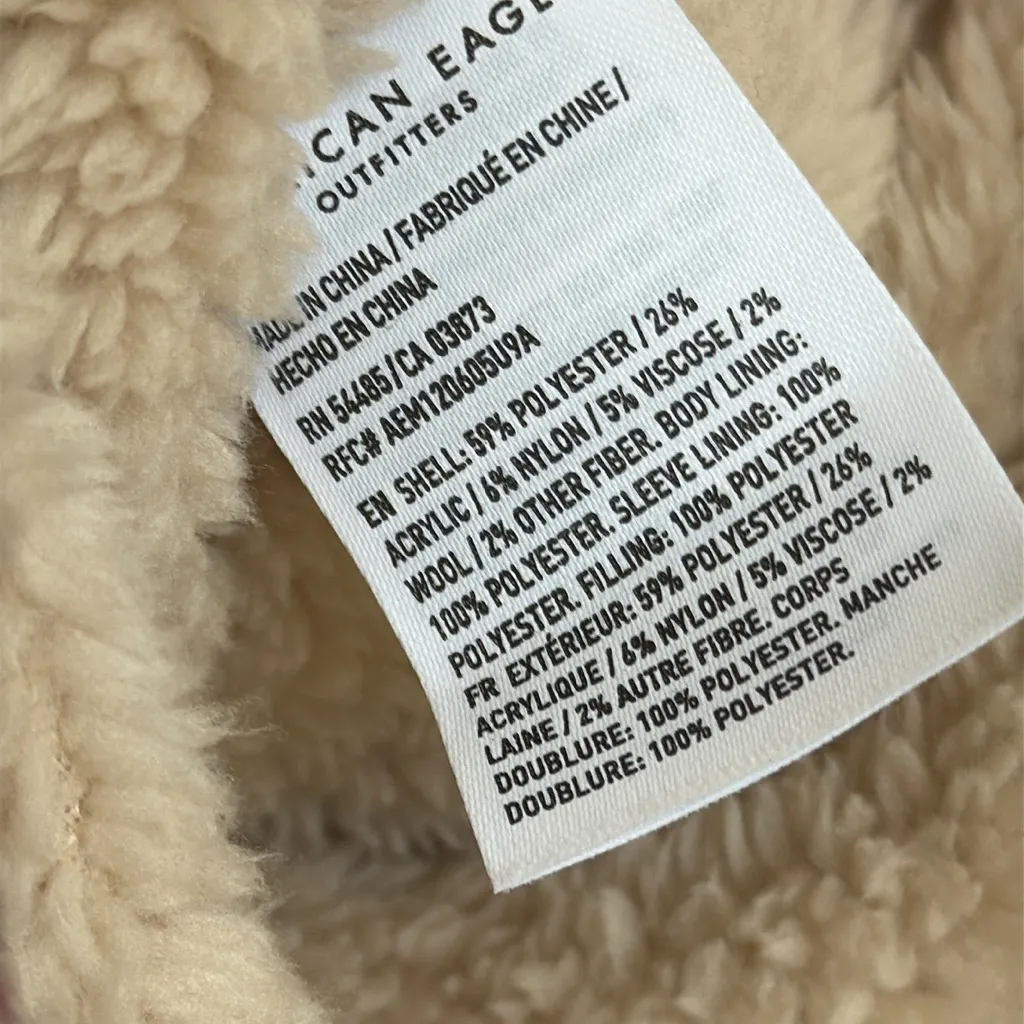 ICAN EAGL
OUTFITTERS
MADE IN CHINA / FABRIQUÉ EN CHINE /
HECHO EN CHINA
RN 54485 / CA 03873
RFC# AEM120605U9A
EN SHELL: 59% POLYESTER / 26%
ACRYLIC / 6% NYLON / 5% VISCOSE / 2%
WOOL / 2% OTHER FIBER. BODY LINING:
100% POLYESTER. SLEEVE LINING: 100%
POLYESTER. FILLING: 100% POLYESTER
FR EXTÉRIEUR: 59% POLYESTER / 26%
ACRYLIQUE / 6% NYLON / 5% VISCOSE / 2%
LAINE / 2% AUTRE FIBRE. CORPS
DOUBLURE: 100% POLYESTER. MANCHE
DOUBLURE: 100% POLYESTER.